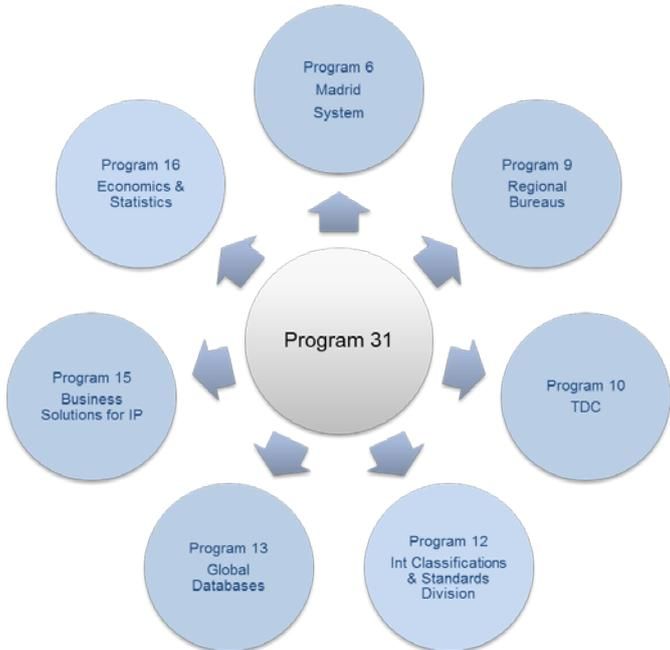 Program 6
Madrid
System
Program 16
Economics &
Statistics
Program 9
Regional
Bureaus
Program 31
Program 15
Business
Solutions for IP
Program 10
TDC
Program 13
Global
Databases
Program 12
Int Classifications
& Standards
Division